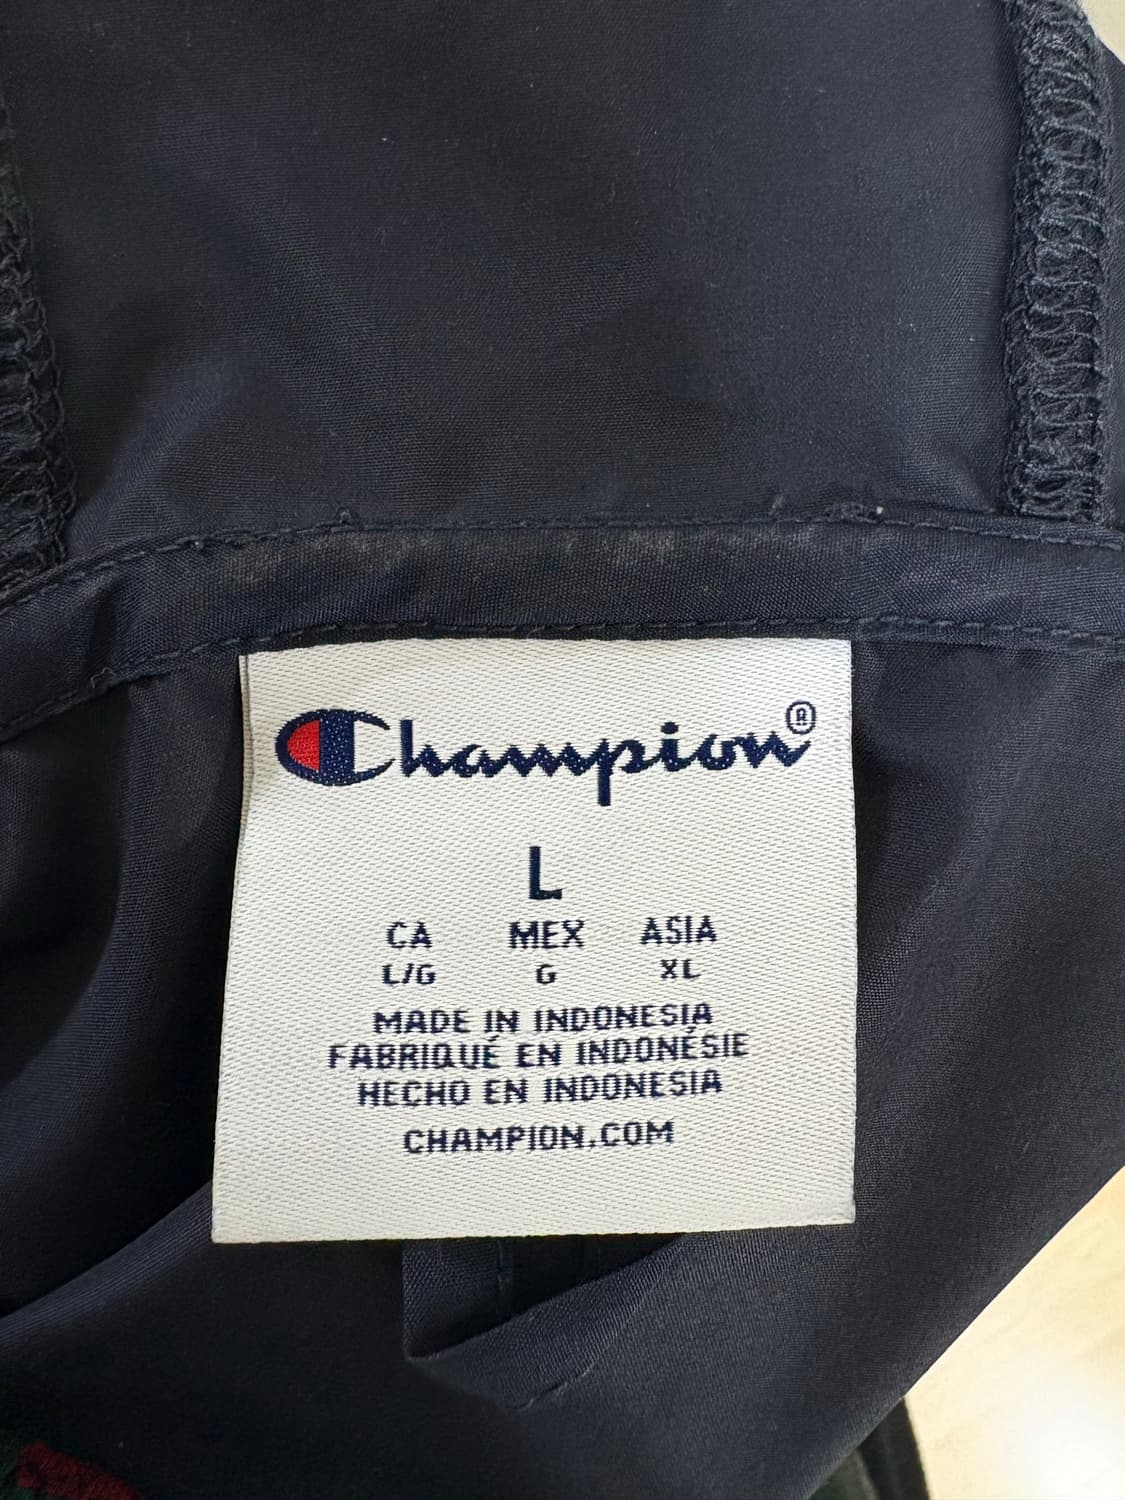 Champion®
L
CA MEX ASIA
L/G G XL
MADE IN INDONESIA
FABRIQUÉ EN INDONÉSIE
HECHO EN INDONESIA
CHAMPION.COM